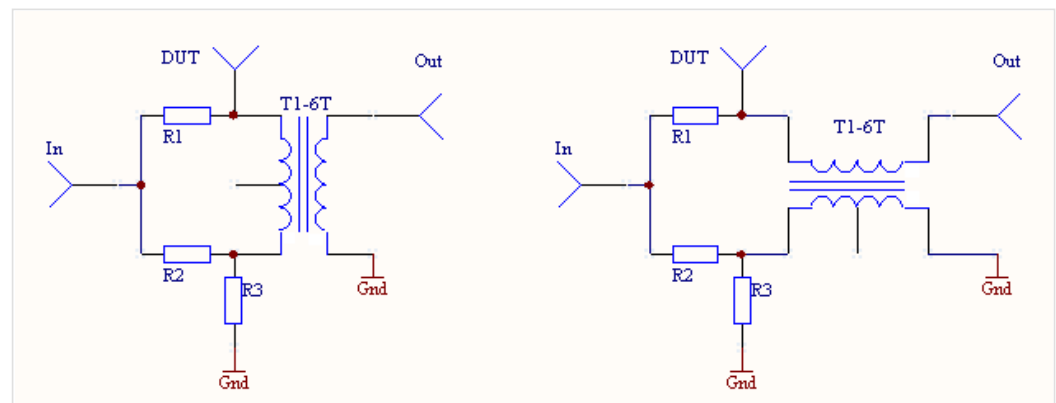 DUT
Out
T1-6T
R1
In
R2
R3
Gnd
Gnd
DUT
Out
T1-6T
R1
In
R2
R3
Gnd
Gnd